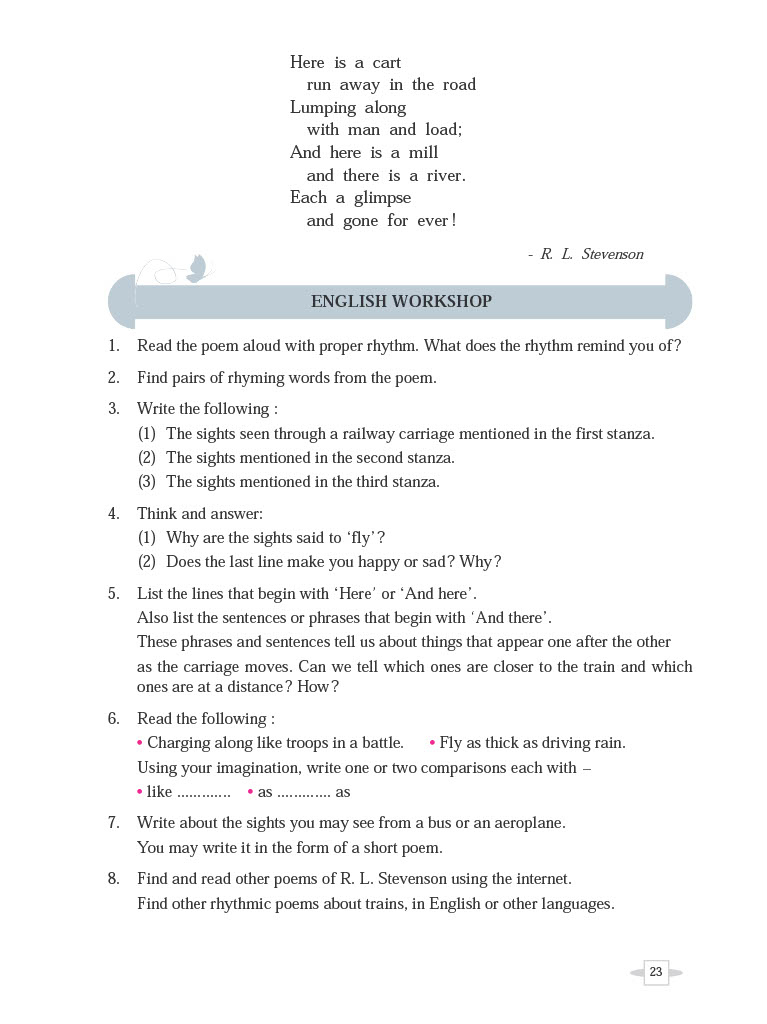 Here is a cart
run away in the road
Lumping along
with man and load;
And here is a mill
and there is a river.
Each a glimpse
and gone for ever!
- R. L. Stevenson
ENGLISH WORKSHOP
1. Read the poem aloud with proper rhythm. What does the rhythm remind you of?
2. Find pairs of rhyming words from the poem.
3. Write the following :
(1) The sights seen through a railway carriage mentioned in the first stanza.
(2) The sights mentioned in the second stanza.
(3) The sights mentioned in the third stanza.
4. Think and answer:
(1) Why are the sights said to ‘fly’?
(2) Does the last line make you happy or sad? Why?
5. List the lines that begin with ‘Here’ or ‘And here’.
Also list the sentences or phrases that begin with ‘And there’.
These phrases and sentences tell us about things that appear one after the other
as the carriage moves. Can we tell which ones are closer to the train and which
ones are at a distance? How?
6. Read the following :
• Charging along like troops in a battle. • Fly as thick as driving rain.
Using your imagination, write one or two comparisons each with –
• like ............. • as ............. as
7. Write about the sights you may see from a bus or an aeroplane.
You may write it in the form of a short poem.
8. Find and read other poems of R. L. Stevenson using the internet.
Find other rhythmic poems about trains, in English or other languages.
23